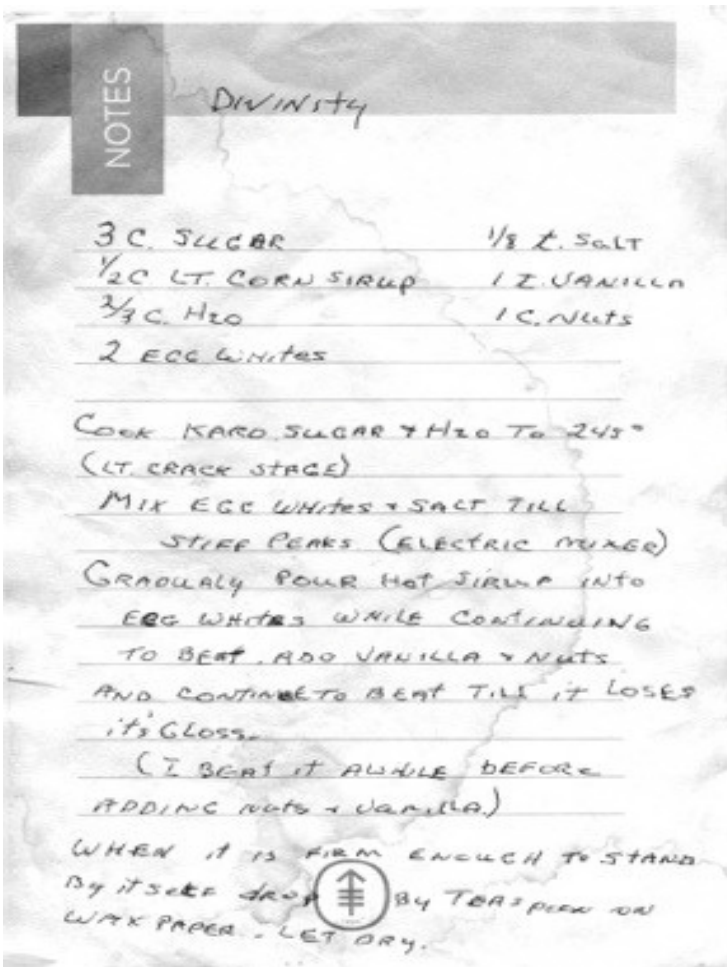 NOTES
Divinity
3 C. SUGAR 1/8 t. SALT
1/2 C LT. CORN SIRUP 1 t. VANILLA
2/3 C. H2O 1 C. Nuts
2 EGG WHITES
COOK KARO, SUGAR & H2O TO 248°
(LT. CRACK STAGE)
MIX EGG WHITES & SALT TILL
STIFF PEAKS (ELECTRIC MIXER)
GRADUALY POUR HOT SIRUP INTO
EGG WHITES WHILE CONTINUING
TO BEAT. ADD VANILLA & NUTS
AND CONTINUE TO BEAT TILL it LOSES
it's GLOSS.
(I BEAT it AWHILE BEFORE
ADDING NUTS & VANILLA.)
WHEN it IS FIRM ENOUGH TO STAND
By itSELF drop By TEASPOON ON
WAX PAPER. LET DRY.